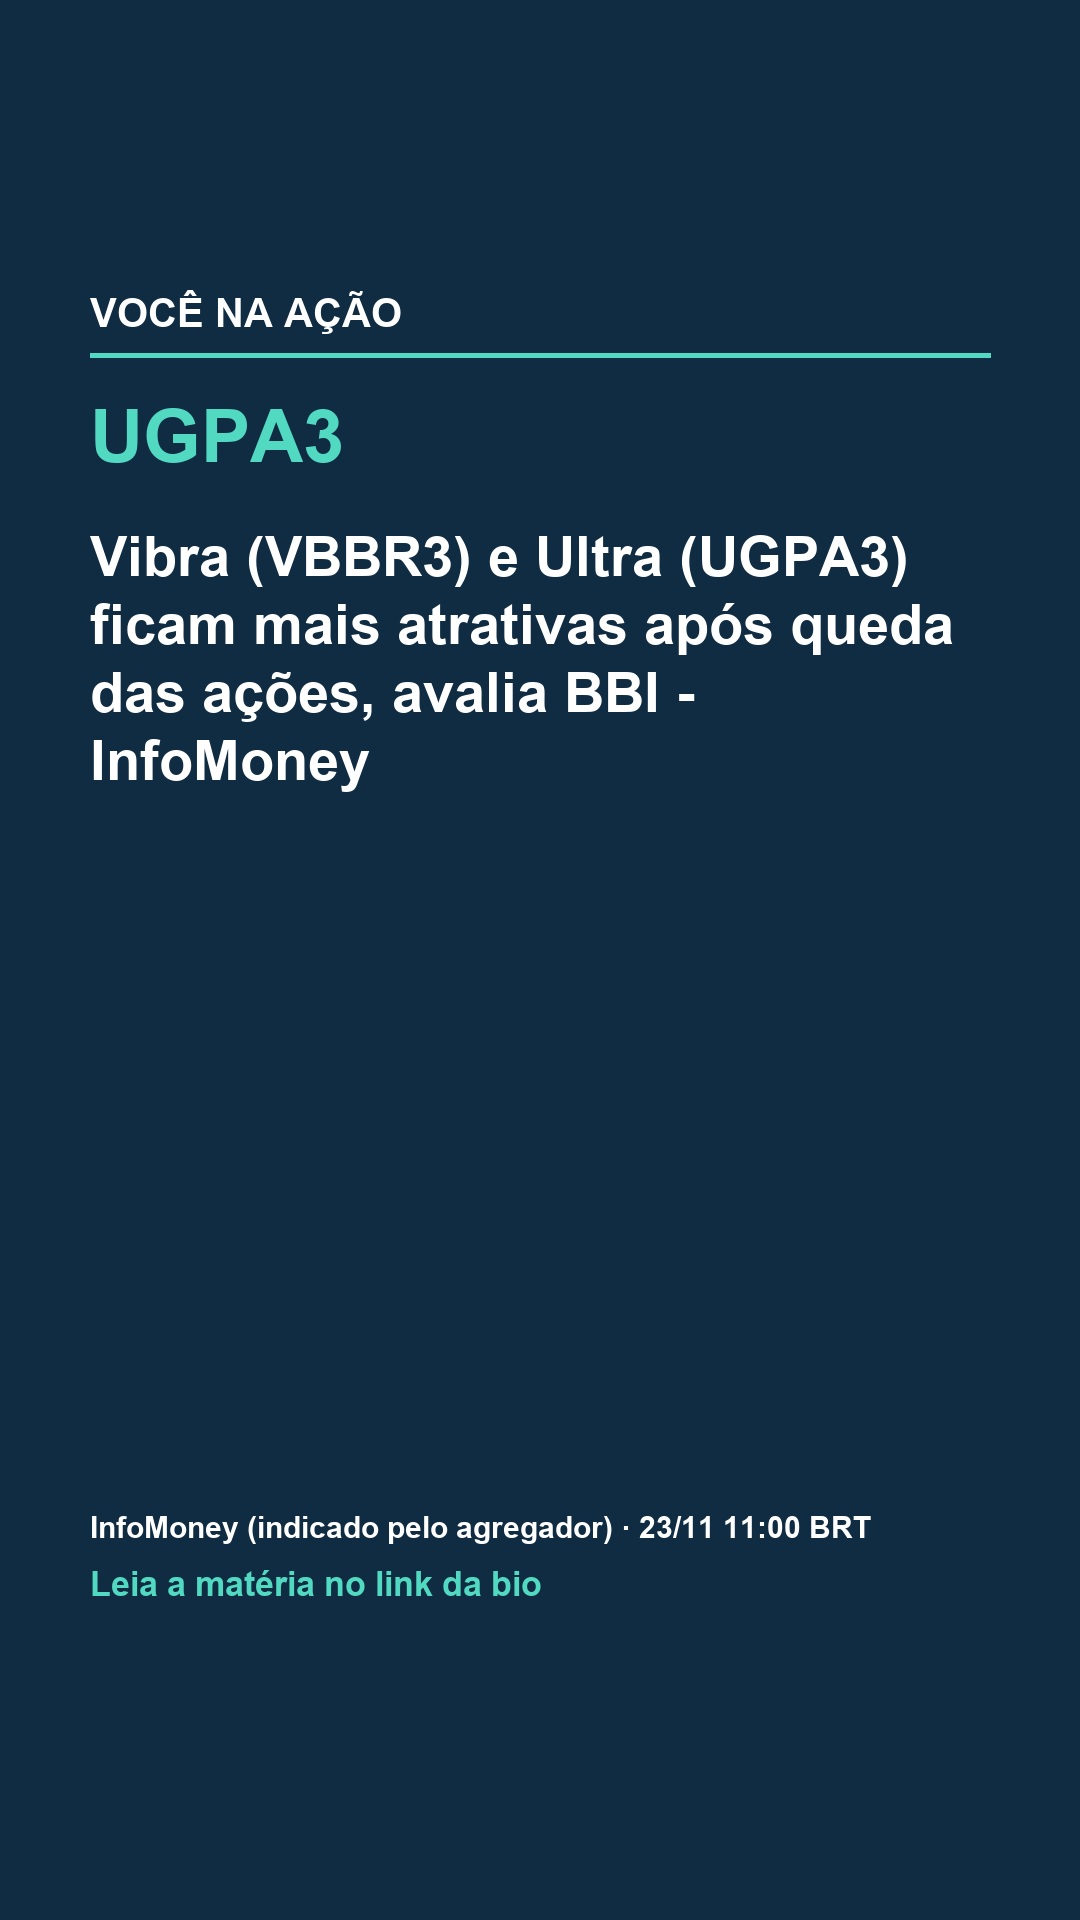 VOCÊ NA AÇÃO
UGPA3
Vibra (VBBR3) e Ultra (UGPA3)
ficam mais atrativas após queda
das ações, avalia BBI -
InfoMoney
InfoMoney (indicado pelo agregador) · 23/11 11:00 BRT
Leia a matéria no link da bio